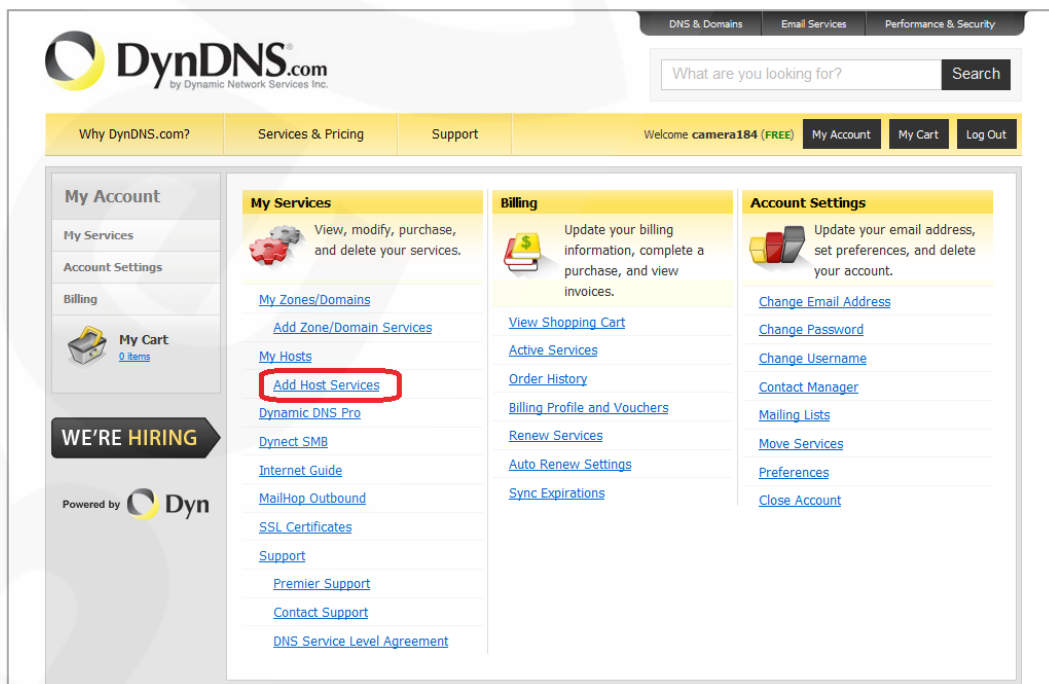 DNS & Domains Email Services Performance & Security
DynDNS.com
by Dynamic Network Services Inc.
What are you looking for? Search
Why DynDNS.com? Services & Pricing Support Welcome camera184 (FREE) My Account My Cart Log Out
My Account
My Services
Account Settings
Billing
My Cart
0 items
WE'RE HIRING
Powered by Dyn
My Services
View, modify, purchase,
and delete your services.
My Zones/Domains
Add Zone/Domain Services
My Hosts
Add Host Services
Dynamic DNS Pro
Dynect SMB
Internet Guide
MailHop Outbound
SSL Certificates
Support
Premier Support
Contact Support
DNS Service Level Agreement
Billing
Update your billing
information, complete a
purchase, and view
invoices.
View Shopping Cart
Active Services
Order History
Billing Profile and Vouchers
Renew Services
Auto Renew Settings
Sync Expirations
Account Settings
Update your email address,
set preferences, and delete
your account.
Change Email Address
Change Password
Change Username
Contact Manager
Mailing Lists
Move Services
Preferences
Close Account